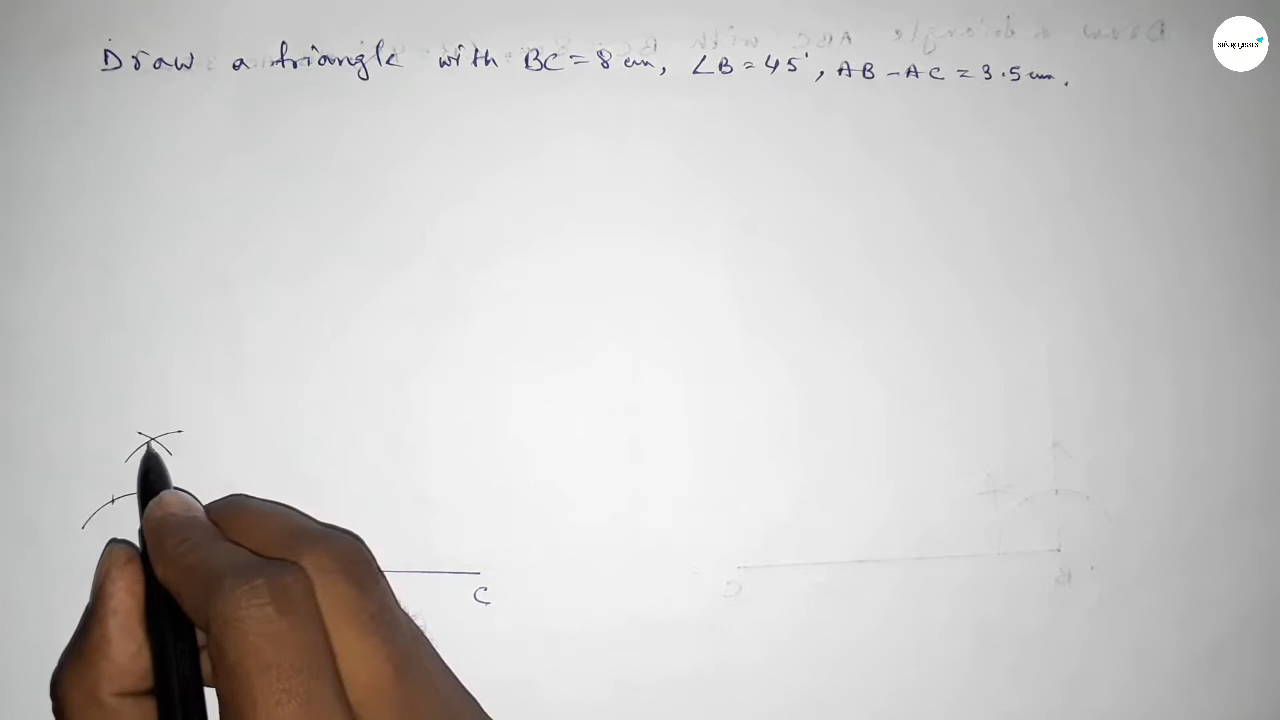 Draw a triangle with BC = 8 cm, ∠B = 45°, AB - AC = 3.5 cm.
C